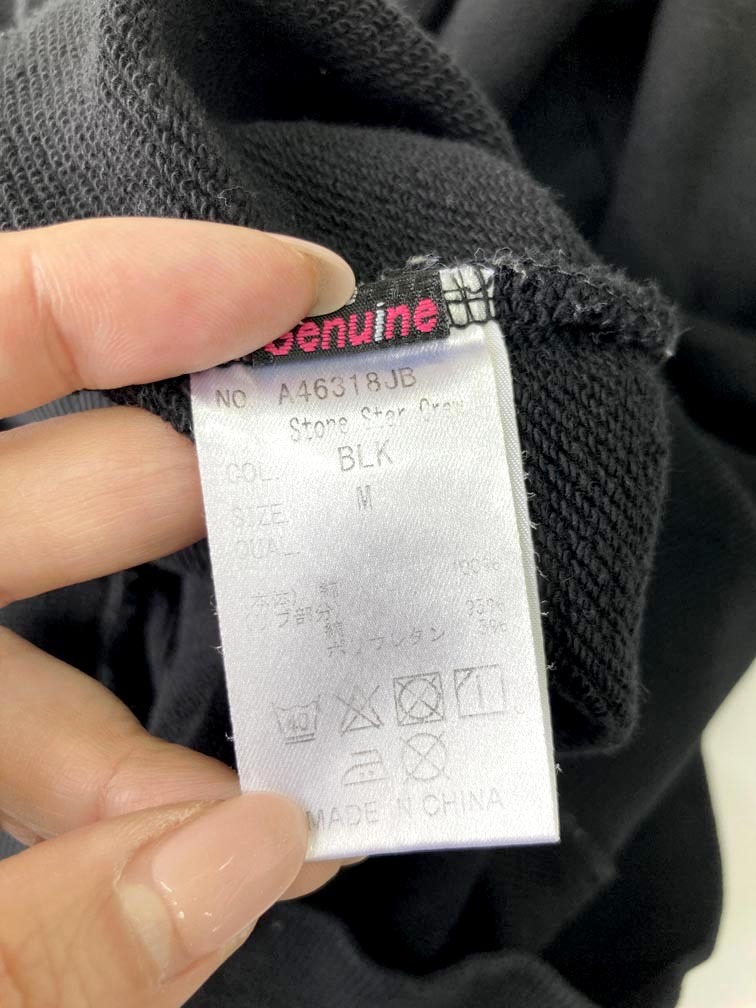 Genuine
NO A46318JB
Stone Star Crew
COL. BLK
SIZE M
QUAL.
(本体) 綿 100%
(リブ部分)
綿 95%
ポリウレタン 5%
40
MADE IN CHINA